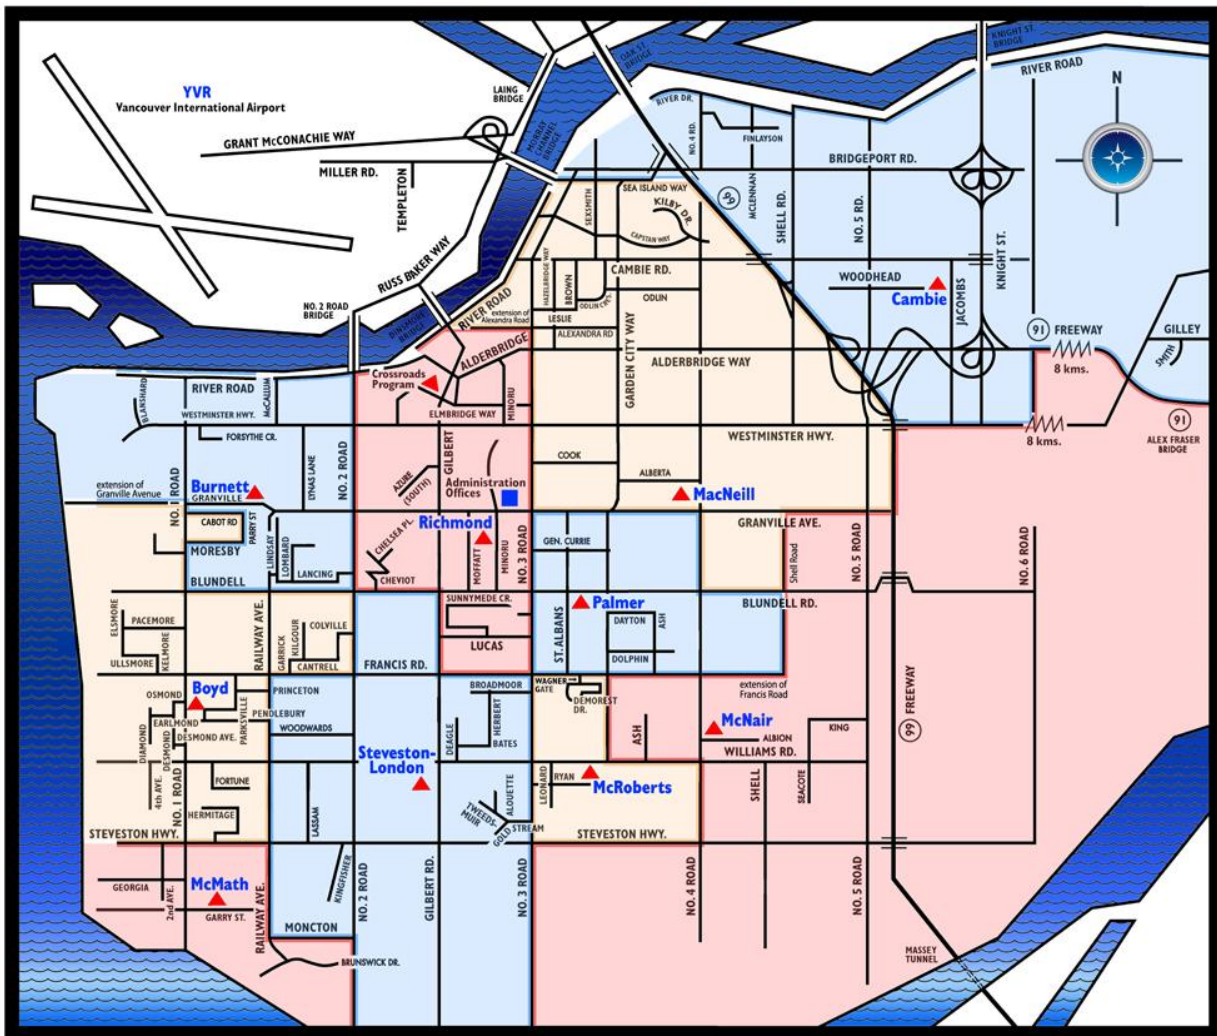 KNIGHT ST.
BRIDGE
OAK ST.
BRIDGE
RIVER ROAD
N
YVR
Vancouver International Airport
LAING
BRIDGE
MORAY
CHANNEL
BRIDGE
RIVER DR.
NO. 4 RD.
FINLAYSON
GRANT McCONACHIE WAY
MILLER RD.
TEMPLETON
BRIDGEPORT RD.
SEA ISLAND WAY
99
MCLENNAN
SHELL RD.
NO. 5 RD.
SEXSMITH
KILBY DR.
CAPSTAN WAY
KNIGHT ST.
RUSS BAKER WAY
HAZELBRIDGE WAY
BROWN
CAMBIE RD.
ODLIN CRES.
ODLIN
WOODHEAD
Cambie
JACOMBS
NO. 2 ROAD
BRIDGE
DINSMORE
BRIDGE
RIVER ROAD
extension of
Alexandra Road
LESLIE
ALEXANDRA RD
GARDEN CITY WAY
ALDERBRIDGE
ALDERBRIDGE WAY
91
FREEWAY
8 kms.
GILLEY
SMITH
Crossroads
Program
MINORU
ELMBRIDGE WAY
BLANSHARD
RIVER ROAD
McCALLUM
WESTMINSTER HWY.
FORSYTHE CR.
LYNAS LANE
NO. 2 ROAD
GILBERT
WESTMINSTER HWY.
8 kms.
91
ALEX FRASER
BRIDGE
COOK
ALBERTA
AZURE
(SOUTH)
Administration
Offices
extension of
Granville Avenue
NO. 1 ROAD
Burnett
GRANVILLE
MacNeill
GRANVILLE AVE.
CABOT RD
PARRY ST
MORESBY
LINDSAY
LOMBARD
LANCING
BLUNDELL
CHELSEA PL.
CHEVIOT
Richmond
MOFFATT
MINORU
NO. 3 ROAD
GEN. CURRIE
Shell Road
NO. 5 ROAD
NO. 6 ROAD
SUNNYMEDE CR.
LUCAS
Palmer
BLUNDELL RD.
ST. ALBANS
DAYTON
ASH
DOLPHIN
ELSMORE
PACEMORE
ULLSMORE
KELMORE
RAILWAY AVE.
GARRICK
KILGOUR
COLVILLE
CANTRELL
FRANCIS RD.
extension of
Francis Road
WAGNER
GATE
DEMOREST
DR.
BROADMOOR
DEAGLE
HERBERT
BATES
Boyd
OSMOND
EARLMOND
DESMOND AVE.
DIAMOND
DESMOND
PARKSVILLE
PRINCETON
PENDLEBURY
WOODWARDS
ASH
McNair
ALBION
KING
WILLIAMS RD.
99
FREEWAY
Steveston-
London
4th AVE.
NO. 1 ROAD
FORTUNE
HERMITAGE
LASSAM
LEONARD
RYAN
McRoberts
SHELL
SEACOTE
TWEEDS-
MUIR
ALOUETTE
GOLD STREAM
STEVESTON HWY.
STEVESTON HWY.
GEORGIA
2nd AVE.
McMath
GARRY ST.
RAILWAY AVE.
KINGFISHER
NO. 2 ROAD
GILBERT RD.
NO. 3 ROAD
NO. 4 ROAD
NO. 5 ROAD
MONCTON
BRUNSWICK DR.
MASSEY
TUNNEL